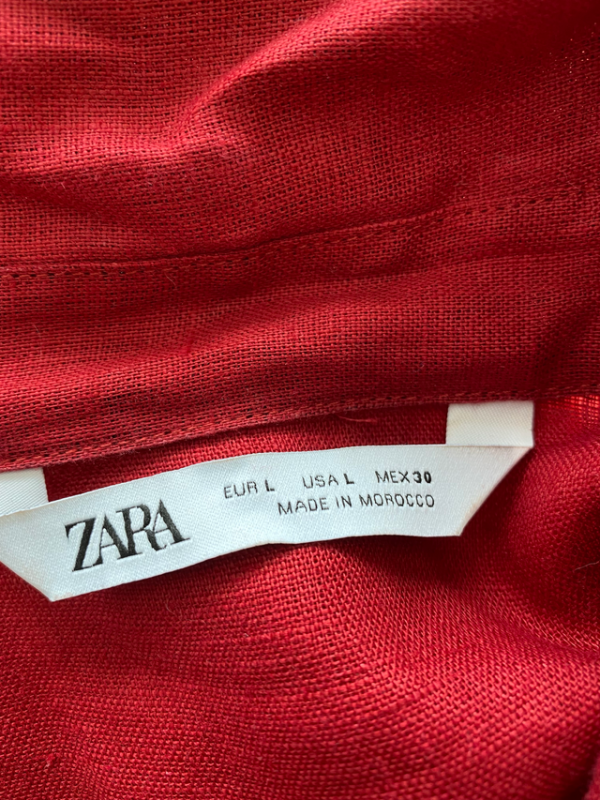 ZARA
EUR L USA L MEX 30
MADE IN MOROCCO